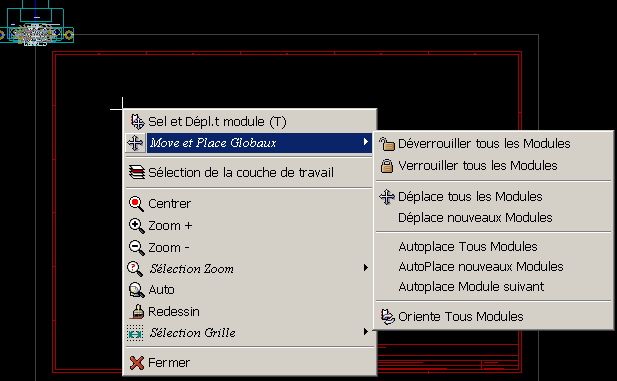 Sel et Dépl.t module (T)
Move et Place Globaux
Sélection de la couche de travail
Centrer
Zoom +
Zoom -
Sélection Zoom
Auto
Redessin
Sélection Grille
Fermer
Déverrouiller tous les Modules
Verrouiller tous les Modules
Déplace tous les Modules
Déplace nouveaux Modules
Autoplace Tous Modules
AutoPlace nouveaux Modules
Autoplace Module suivant
Oriente Tous Modules